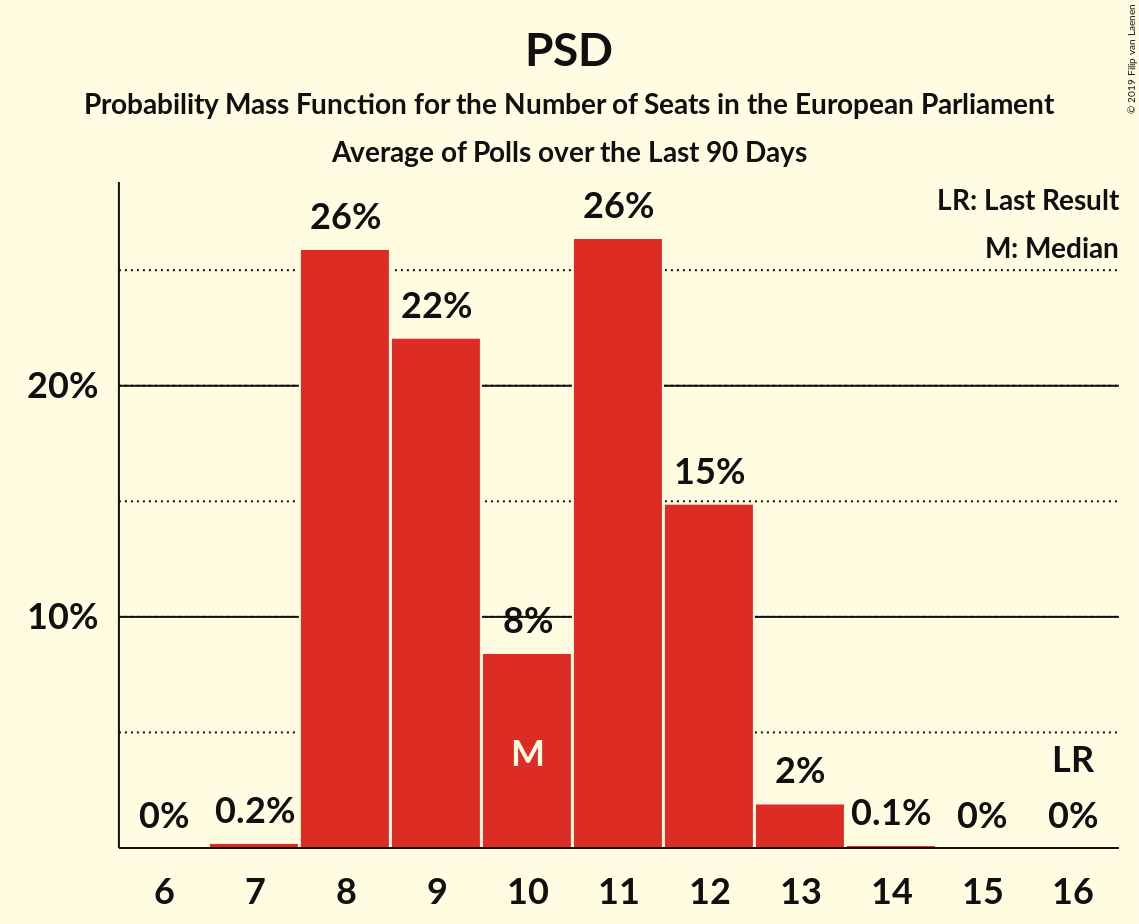 PSD
Probability Mass Function for the Number of Seats in the European Parliament
Average of Polls over the Last 90 Days
© 2019 Filip van Laenen
LR: Last Result
M: Median
26%
26%
22%
20%
15%
10%
8%
M
LR
2%
0%
0.2%
0.1%
0%
0%
6 7 8 9 10 11 12 13 14 15 16